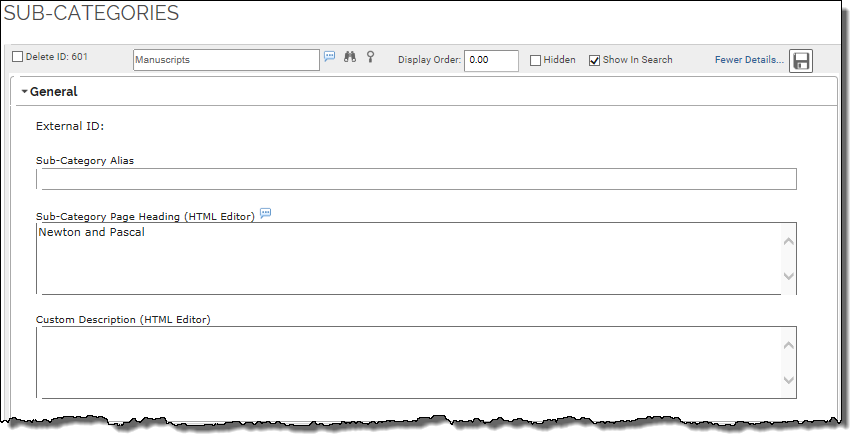 SUB-CATEGORIES
Delete ID: 601 Manuscripts Display Order: 0.00 Hidden Show In Search Fewer Details...
General
External ID:
Sub-Category Alias
Sub-Category Page Heading (HTML Editor)
Newton and Pascal
Custom Description (HTML Editor)